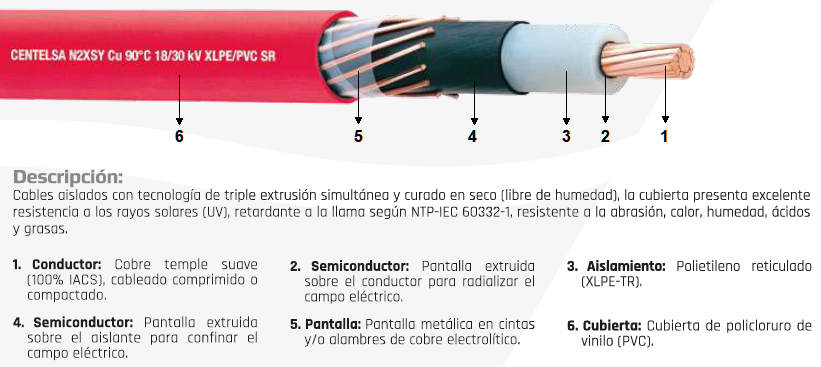 CENTELSA N2XSY Cu 90°C 18/30 kV XLPE/PVC SR
6 5 4 3 2 1
Descripción:
Cables aislados con tecnología de triple extrusión simultánea y curado en seco (libre de humedad), la cubierta presenta excelente
resistencia a los rayos solares (UV), retardante a la llama según NTP-IEC 60332-1, resistente a la abrasión, calor, humedad, ácidos
y grasas.
1. Conductor: Cobre temple suave
(100% IACS), cableado comprimido o
compactado.
2. Semiconductor: Pantalla extruida
sobre el conductor para radializar el
campo eléctrico.
3. Aislamiento: Polietileno reticulado
(XLPE-TR).
4. Semiconductor: Pantalla extruida
sobre el aislante para confinar el
campo eléctrico.
5. Pantalla: Pantalla metálica en cintas
y/o alambres de cobre electrolítico.
6. Cubierta: Cubierta de policloruro de
vinilo (PVC).